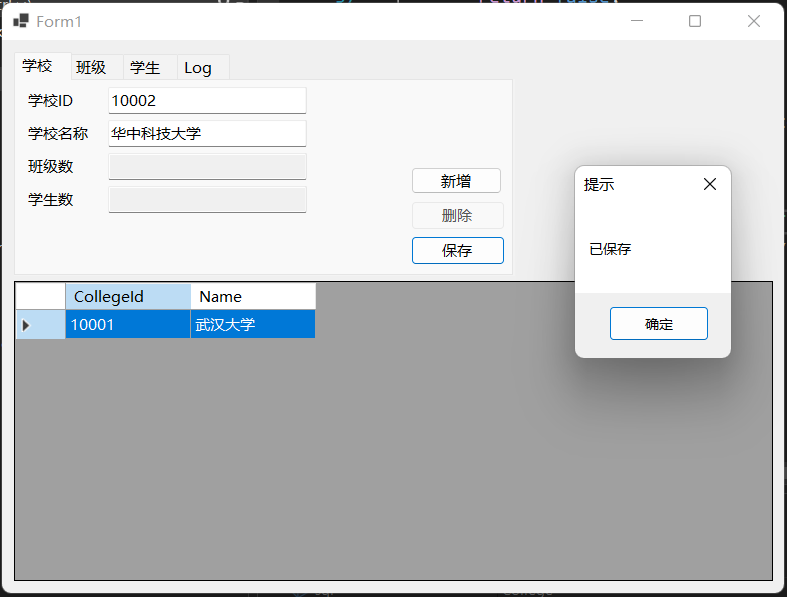 Form1
学校 班级 学生 Log
学校ID 10002
学校名称 华中科技大学
班级数
学生数
新增
删除
保存
提示
已保存
确定
CollegeId Name
10001 武汉大学